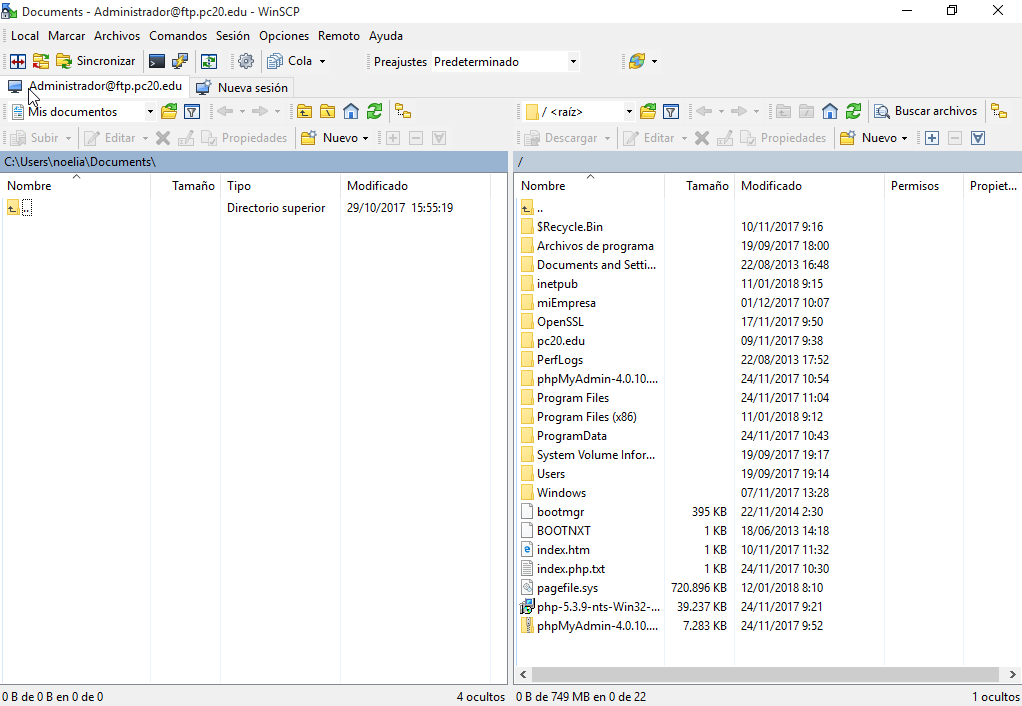 Documents - Administrador@ftp.pc20.edu - WinSCP
Local Marcar Archivos Comandos Sesión Opciones Remoto Ayuda
Sincronizar Cola Preajustes Predeterminado
Administrador@ftp.pc20.edu Nueva sesión
Mis documentos / <raíz> Buscar archivos
Subir Editar Propiedades Nuevo Descargar Editar Propiedades Nuevo
C:\Users\noelia\Documents\ /
Nombre Tamaño Tipo Modificado
.. Directorio superior 29/10/2017 15:55:19
0 B de 0 B en 0 de 0 4 ocultos
Nombre Tamaño Modificado Permisos Propiet...
..
$Recycle.Bin 10/11/2017 9:16
Archivos de programa 19/09/2017 18:00
Documents and Setti... 22/08/2013 16:48
inetpub 11/01/2018 9:15
miEmpresa 01/12/2017 10:07
OpenSSL 17/11/2017 9:50
pc20.edu 09/11/2017 9:38
PerfLogs 22/08/2013 17:52
phpMyAdmin-4.0.10.... 24/11/2017 10:54
Program Files 24/11/2017 11:04
Program Files (x86) 11/01/2018 9:12
ProgramData 24/11/2017 10:43
System Volume Infor... 19/09/2017 19:17
Users 19/09/2017 19:14
Windows 07/11/2017 13:28
bootmgr 395 KB 22/11/2014 2:30
BOOTNXT 1 KB 18/06/2013 14:18
index.htm 1 KB 10/11/2017 11:32
index.php.txt 1 KB 24/11/2017 10:30
pagefile.sys 720.896 KB 12/01/2018 8:10
php-5.3.9-nts-Win32-... 39.237 KB 24/11/2017 9:21
phpMyAdmin-4.0.10.... 7.283 KB 24/11/2017 9:52
0 B de 749 MB en 0 de 22 1 ocultos